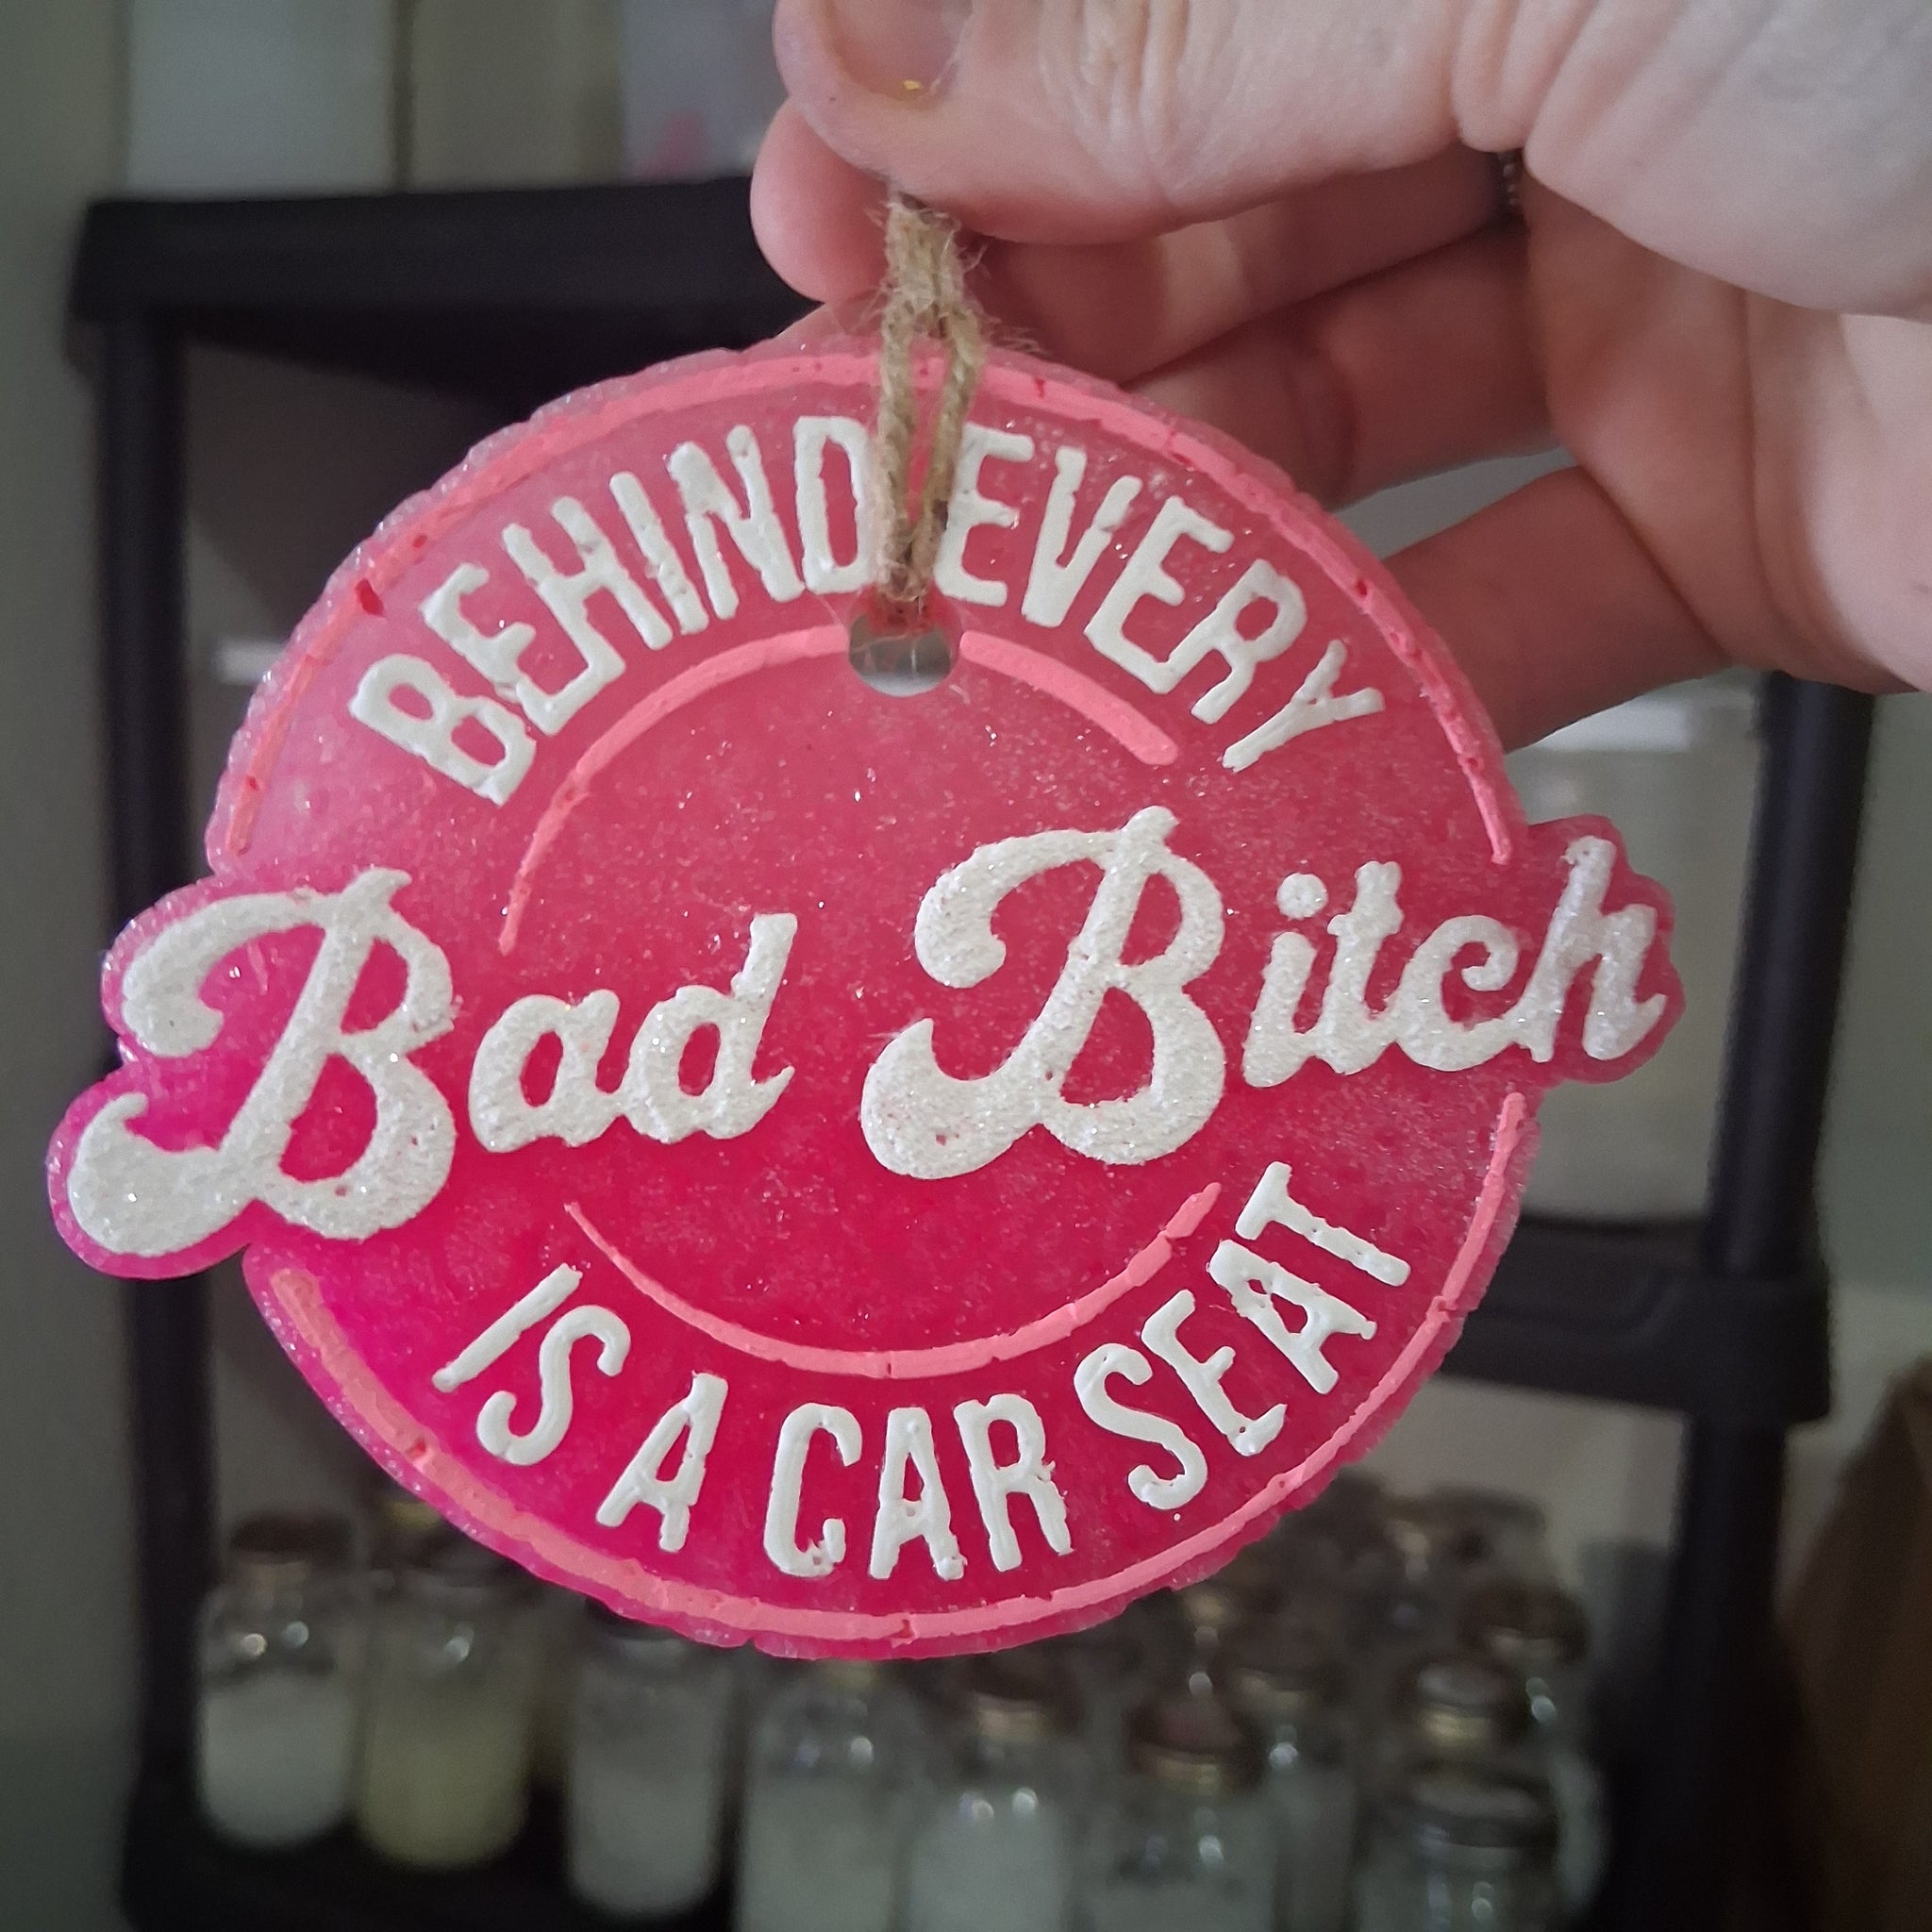 BEHIND EVERY
Bad Bitch
IS A CAR SEAT